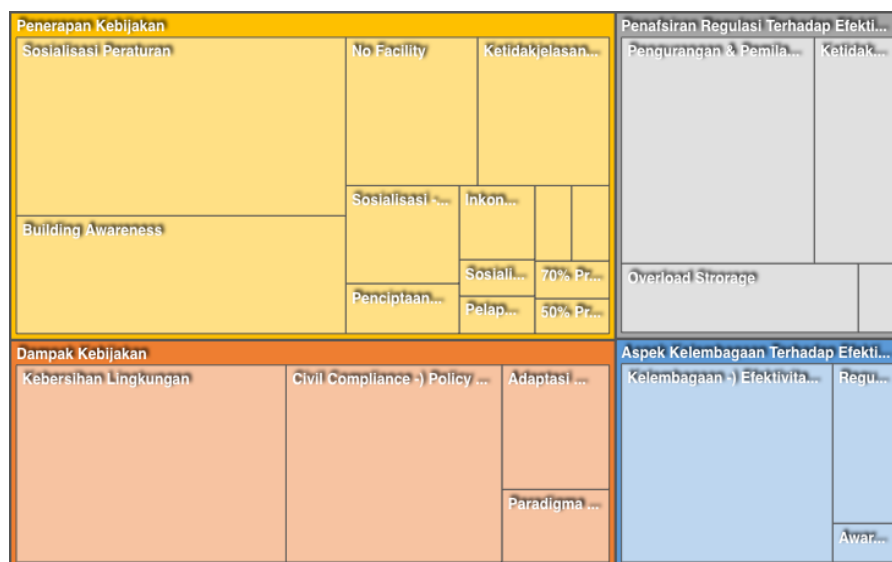 Penerapan Kebijakan
Sosialisasi Peraturan
No Facility
Ketidakjelasan...
Building Awareness
Sosialisasi -...
Inkon...
Sosiali...
70% Pr...
Penciptaan...
Pelap...
50% Pr...
Penafsiran Regulasi Terhadap Efekti...
Pengurangan & Pemila...
Ketidak...
Overload Strorage
Dampak Kebijakan
Kebersihan Lingkungan
Civil Compliance -) Policy ...
Adaptasi ...
Paradigma ...
Aspek Kelembagaan Terhadap Efekti...
Kelembagaan -) Efektivita...
Regu...
Awar...